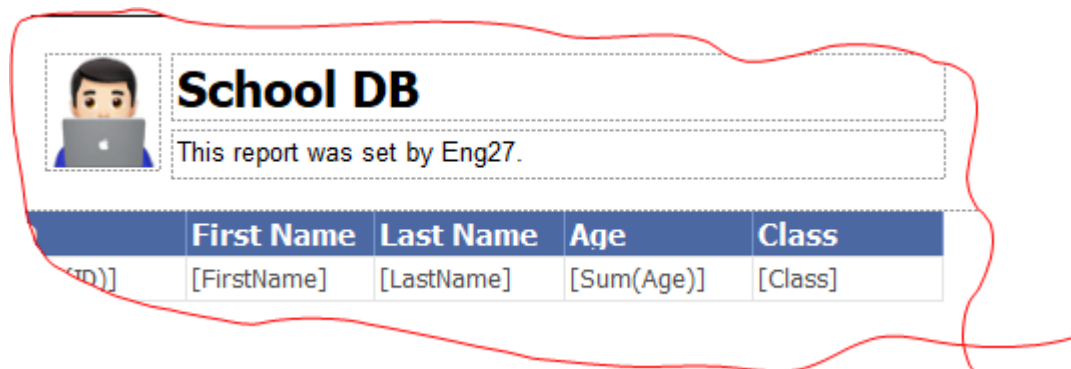 School DB
This report was set by Eng27.
First Name Last Name Age Class
(ID)] [FirstName] [LastName] [Sum(Age)] [Class]